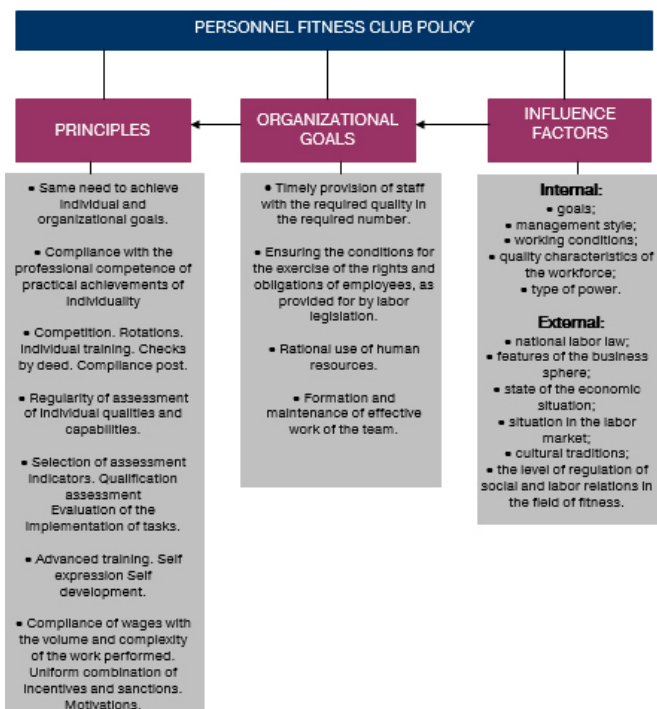 PERSONNEL FITNESS CLUB POLICY
PRINCIPLES
• Same need to achieve
individual and
organizational goals.
• Compliance with the
professional competence of
practical achievements of
individuality
• Competition. Rotations.
Individual training. Checks
by deed. Compliance post.
• Regularity of assessment
of individual qualities and
capabilities.
• Selection of assessment
indicators. Qualification
assessment
Evaluation of the
implementation of tasks.
• Advanced training. Self
expression Self
development.
• Compliance of wages with
the volume and complexity
of the work performed.
Uniform combination of
incentives and sanctions.
Motivations.
ORGANIZATIONAL
GOALS
• Timely provision of staff
with the required quality in
the required number.
• Ensuring the conditions for
the exercise of the rights and
obligations of employees, as
provided for by labor
legislation.
• Rational use of human
resources.
• Formation and
maintenance of effective
work of the team.
INFLUENCE
FACTORS
Internal:
• goals;
• management style;
• working conditions;
• quality characteristics of
the workforce;
• type of power.
External:
• national labor law;
• features of the business
sphere;
• state of the economic
situation;
• situation in the labor
market;
• cultural traditions;
• the level of regulation of
social and labor relations in
the field of fitness.